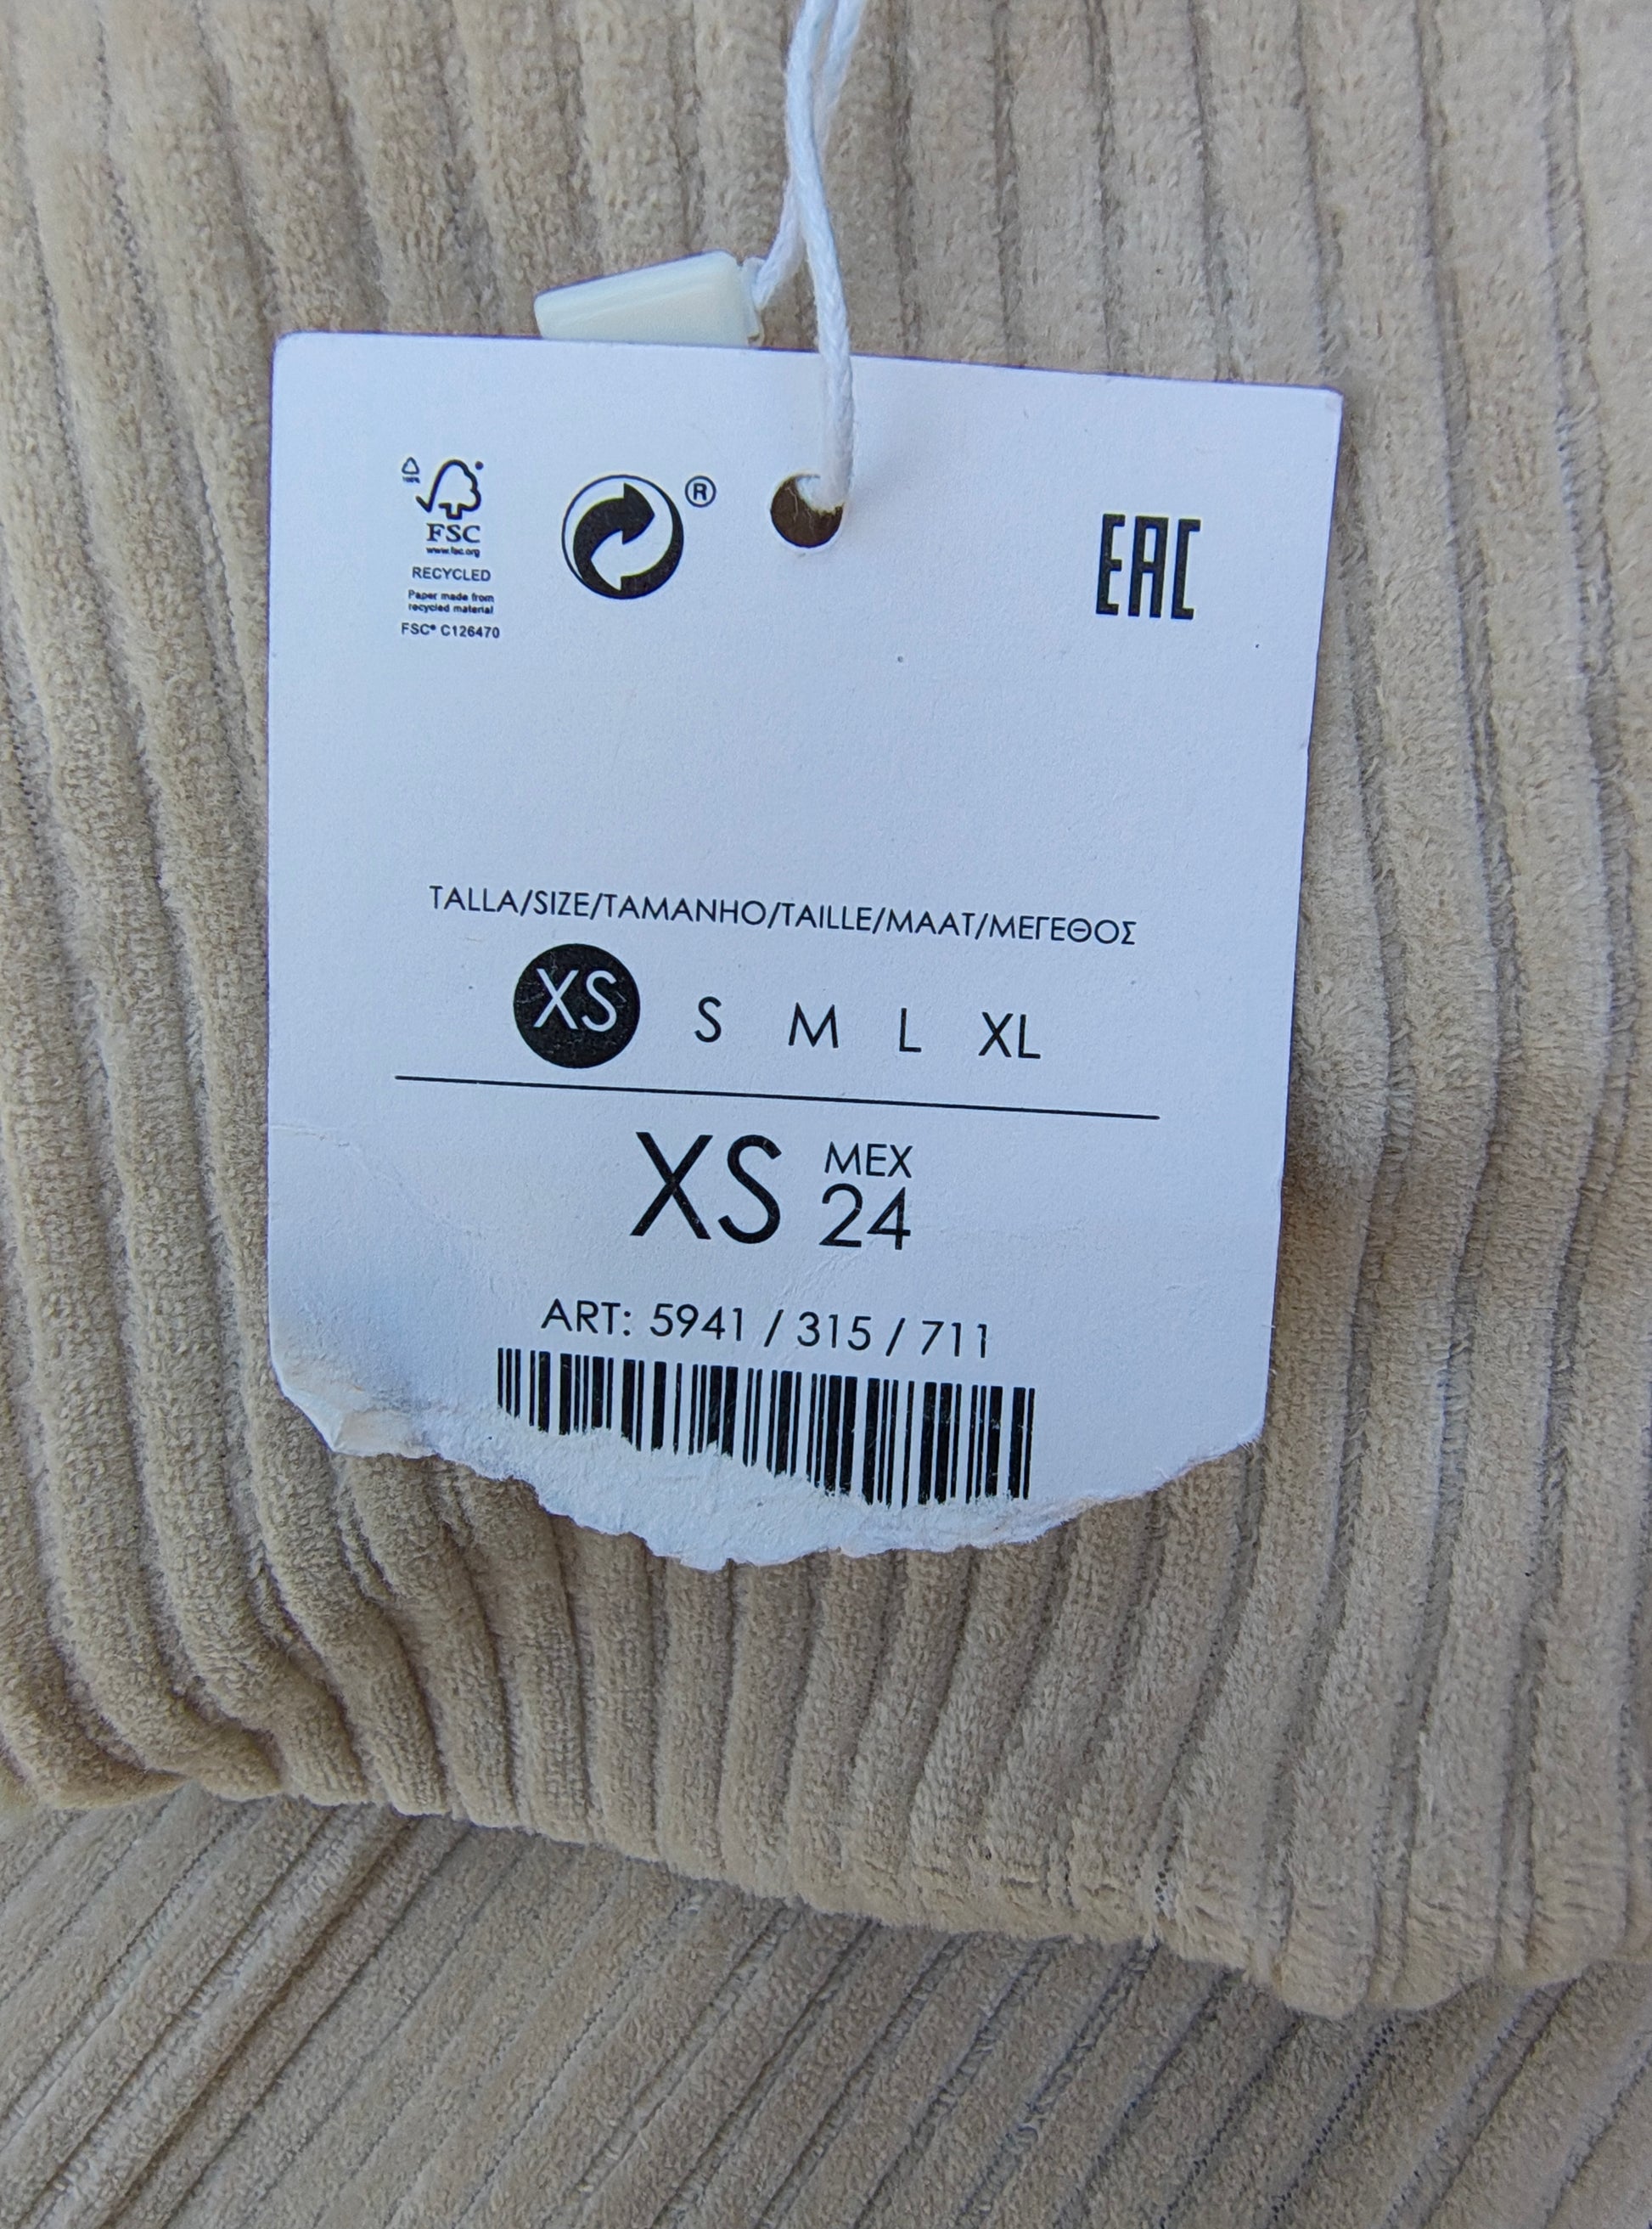 100%
FSC
www.fsc.org
RECYCLED
Paper made from
recycled material
FSC® C126470
®
EAC
TALLA/SIZE/TAMANHO/TAILLE/MAAT/ΜΕΓΕΘΟΣ
XS S M L XL
XS MEX
24
ART: 5941 / 315 / 711